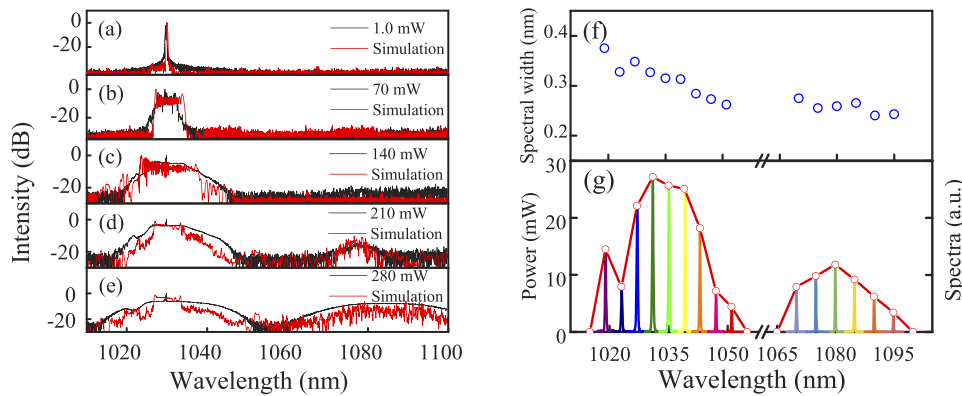 Intensity (dB)
(a)
1.0 mW
Simulation
0
-20
(b)
70 mW
Simulation
0
-20
(c)
140 mW
Simulation
0
-20
(d)
210 mW
Simulation
0
-20
(e)
280 mW
Simulation
0
-20
1020 1040 1060 1080 1100
Wavelength (nm)
Spectral width (nm)
(f)
0.4
0.3
0.2
Power (mW)
(g)
30
20
10
0
Spectra (a.u.)
1020 1035 1050 1065 1080 1095
Wavelength (nm)